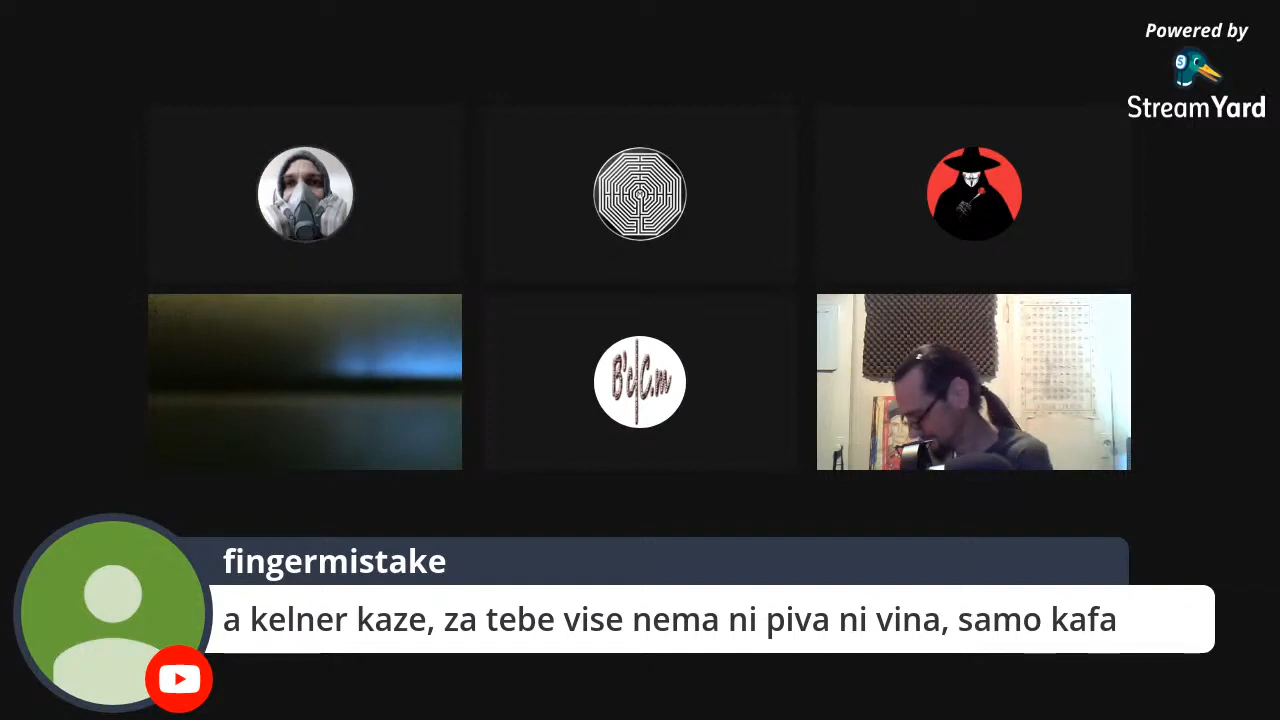 Powered by
StreamYard
B'c|C.m
fingermistake
a kelner kaze, za tebe vise nema ni piva ni vina, samo kafa